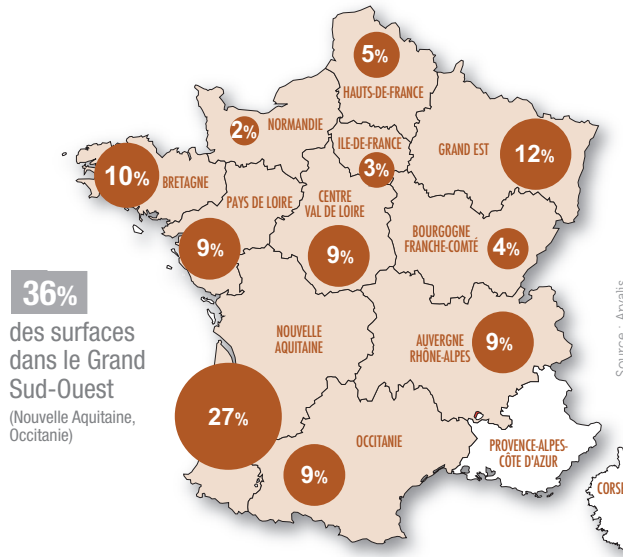 5%
HAUTS-DE-FRANCE
2%
NORMANDIE
ILE-DE-FRANCE
3%
GRAND EST
12%
10%
BRETAGNE
PAYS DE LOIRE
9%
CENTRE
VAL DE LOIRE
9%
BOURGOGNE
FRANCHE-COMTÉ
4%
36%
des surfaces
dans le Grand
Sud-Ouest
(Nouvelle Aquitaine,
Occitanie)
NOUVELLE
AQUITAINE
27%
AUVERGNE
RHÔNE-ALPES
9%
OCCITANIE
9%
PROVENCE-ALPES-
CÔTE D'AZUR
CORSE
Source : Arvalis